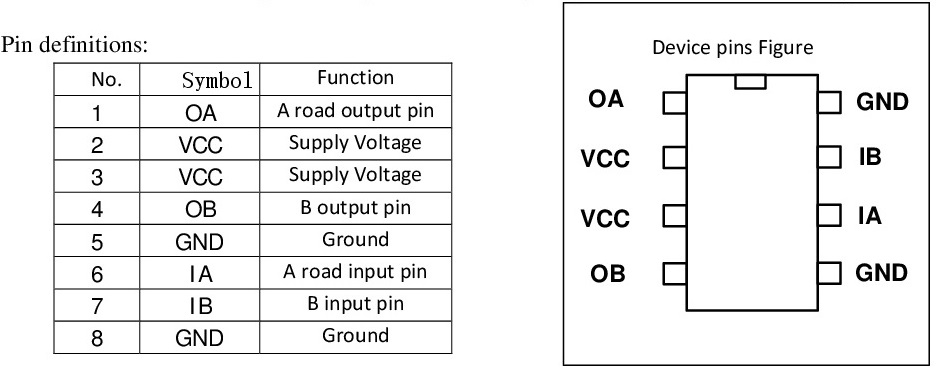 Pin definitions:
No. Symbol Function
1 OA A road output pin
2 VCC Supply Voltage
3 VCC Supply Voltage
4 OB B output pin
5 GND Ground
6 IA A road input pin
7 IB B input pin
8 GND Ground
Device pins Figure
OA GND
VCC IB
VCC IA
OB GND